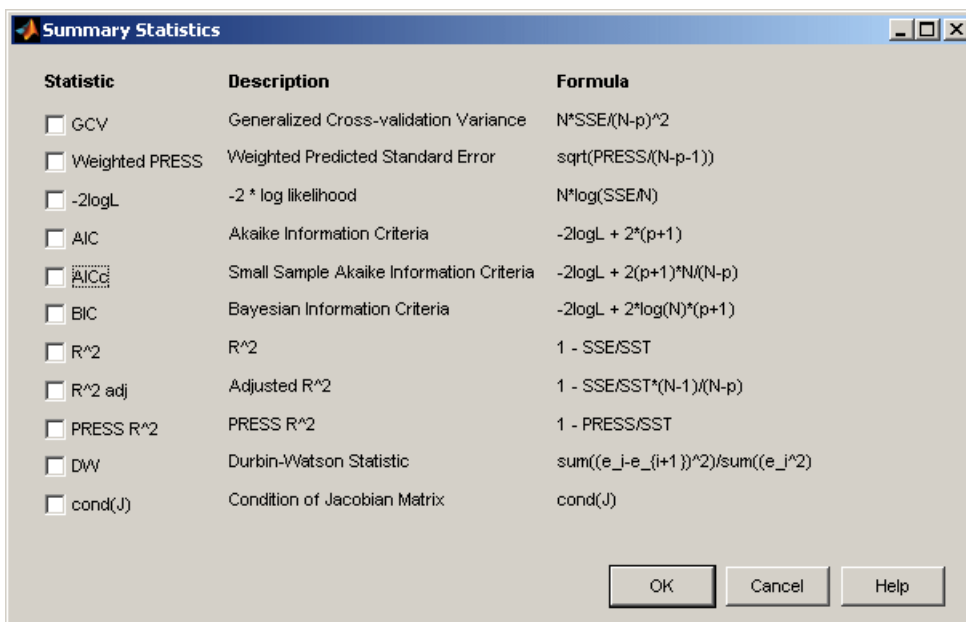 Summary Statistics
Statistic Description Formula
GCV Generalized Cross-validation Variance N*SSE/(N-p)^2
Weighted PRESS Weighted Predicted Standard Error sqrt(PRESS/(N-p-1))
-2logL -2 * log likelihood N*log(SSE/N)
AIC Akaike Information Criteria -2logL + 2*(p+1)
AICc Small Sample Akaike Information Criteria -2logL + 2(p+1)*N/(N-p)
BIC Bayesian Information Criteria -2logL + 2*log(N)*(p+1)
R^2 R^2 1 - SSE/SST
R^2 adj Adjusted R^2 1 - SSE/SST*(N-1)/(N-p)
PRESS R^2 PRESS R^2 1 - PRESS/SST
DW Durbin-Watson Statistic sum((e_i-e_{i+1})^2)/sum((e_i^2)
cond(J) Condition of Jacobian Matrix cond(J)
OK Cancel Help